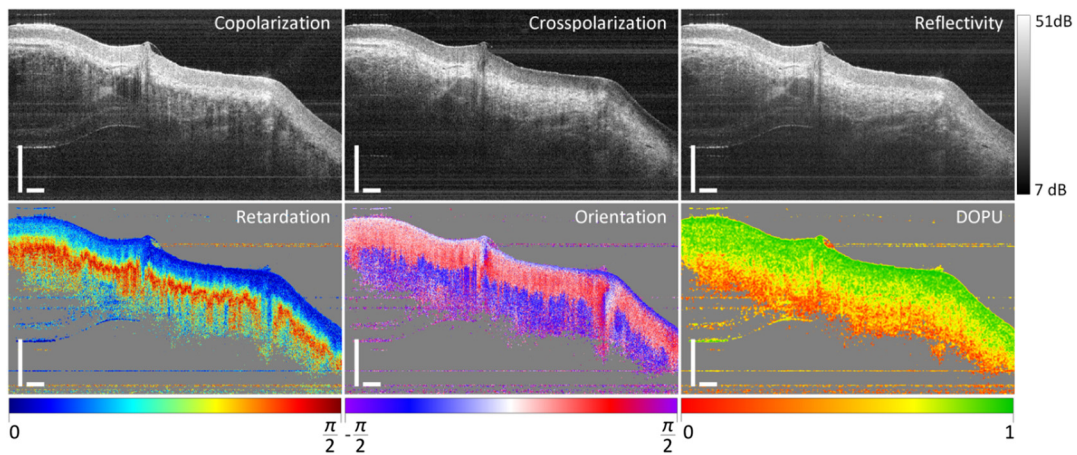 Copolarization
Crosspolarization
Reflectivity
51dB
7 dB
Retardation
Orientation
DOPU
0
π/2
-π/2
π/2
0
1